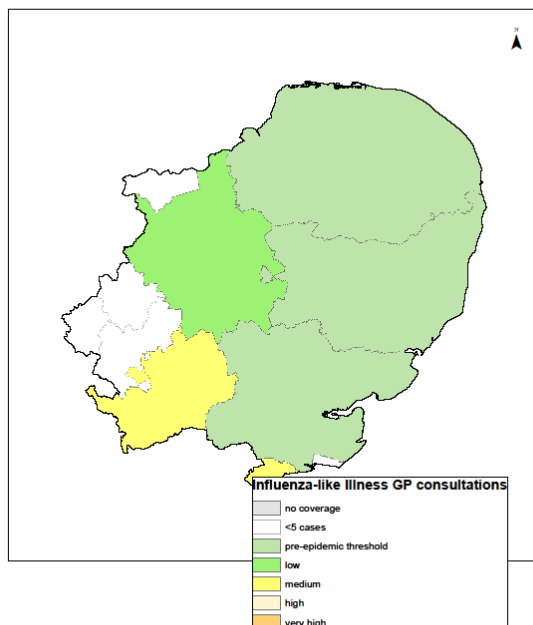 N
Influenza-like Illness GP consultations
no coverage
<5 cases
pre-epidemic threshold
low
medium
high
very high